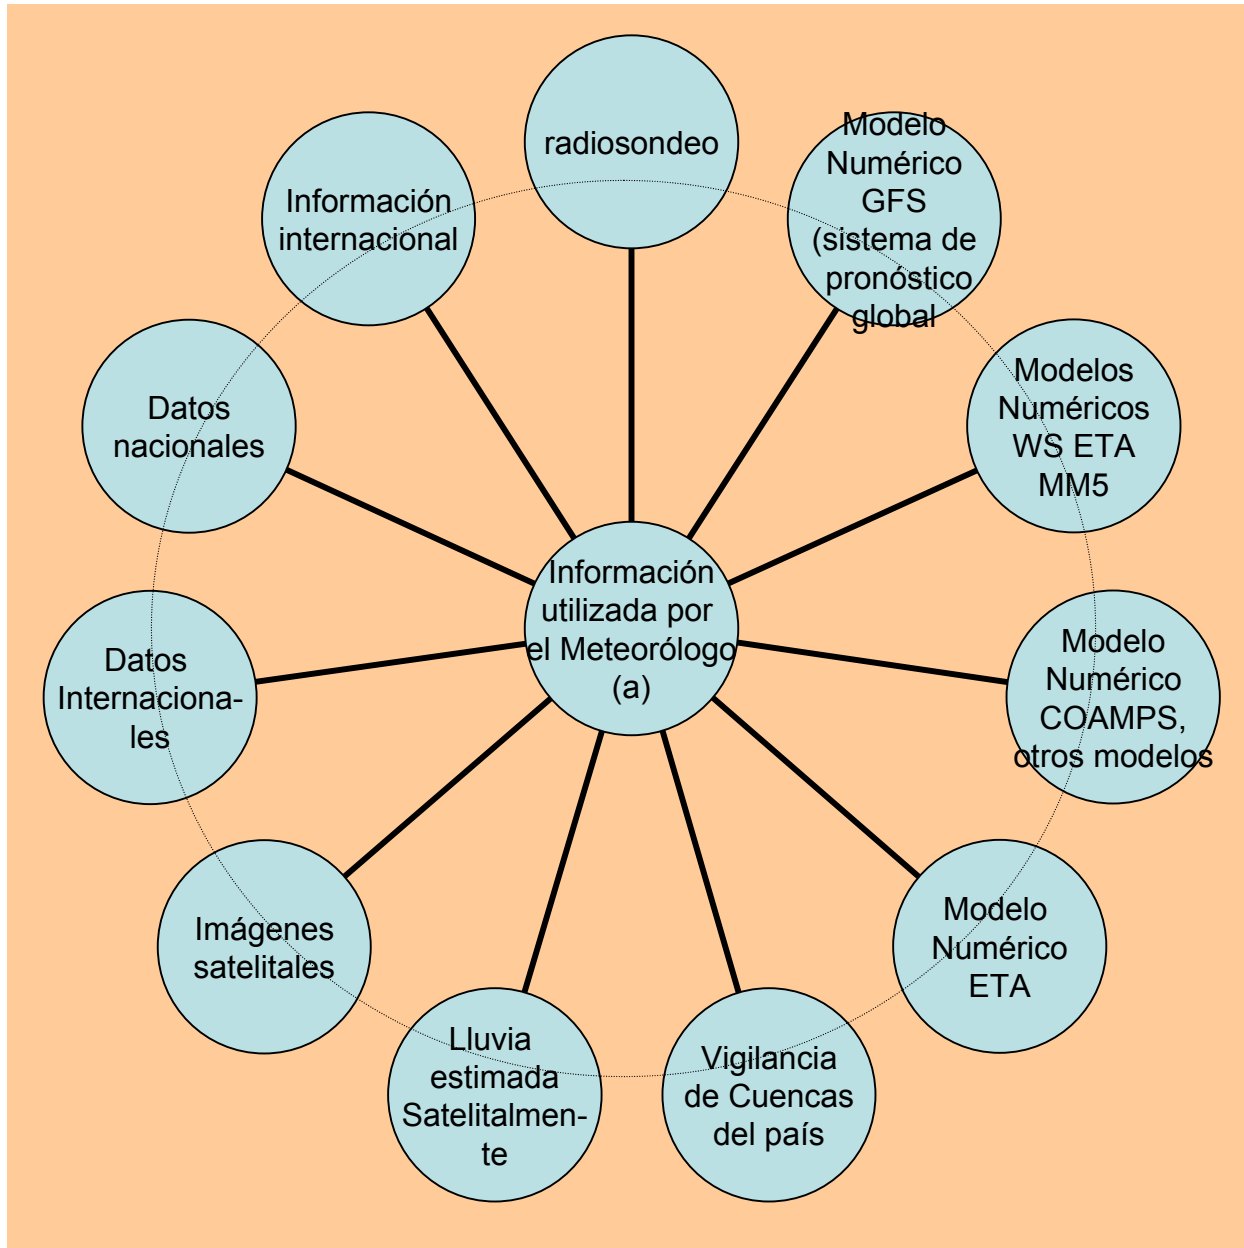 radiosondeo
Modelo
Numérico
GFS
(sistema de
pronóstico
global
Modelos
Numéricos
WS ETA
MM5
Modelo
Numérico
COAMPS,
otros modelos
Modelo
Numérico
ETA
Vigilancia
de Cuencas
del país
Lluvia
estimada
Satelitalmen-
te
Imágenes
satelitales
Datos
Internaciona-
les
Datos
nacionales
Información
internacional
Información
utilizada por
el Meteorólogo
(a)